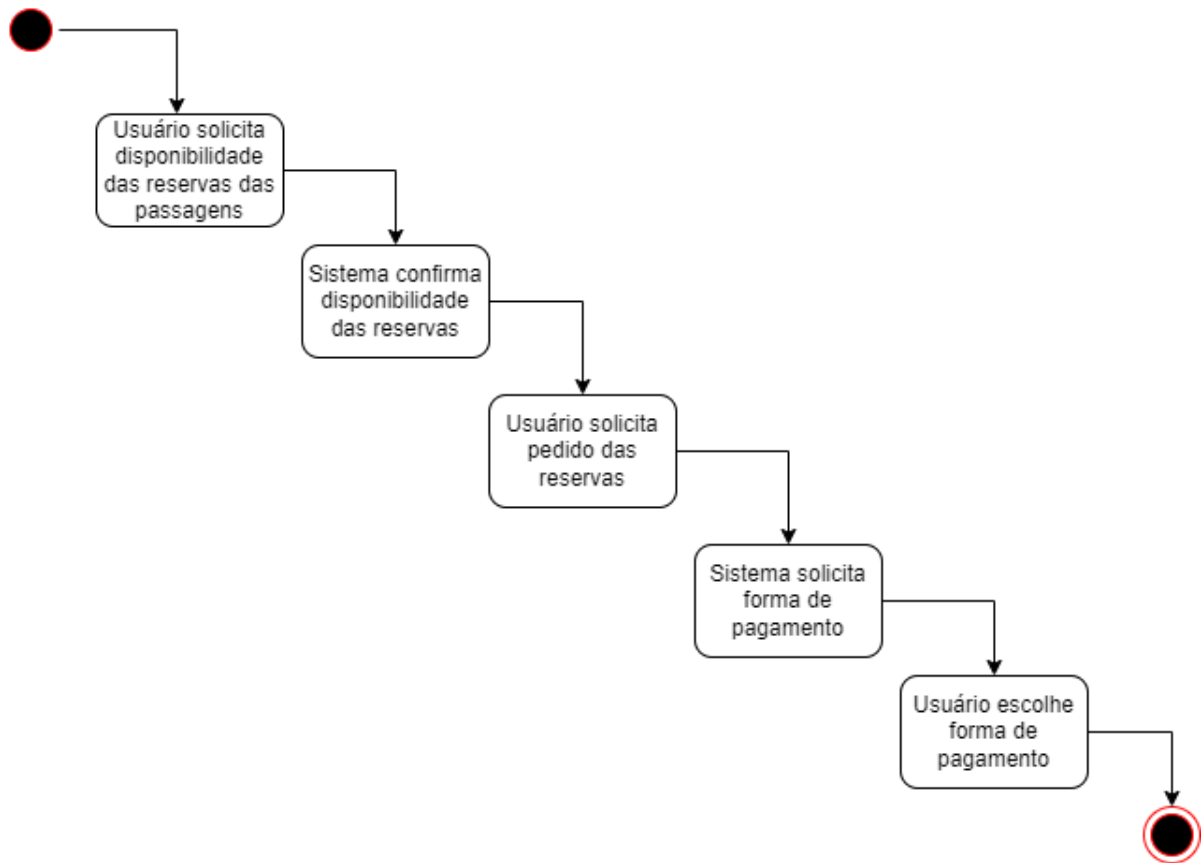 Usuário solicita
disponibilidade
das reservas das
passagens
Sistema confirma
disponibilidade
das reservas
Usuário solicita
pedido das
reservas
Sistema solicita
forma de
pagamento
Usuário escolhe
forma de
pagamento